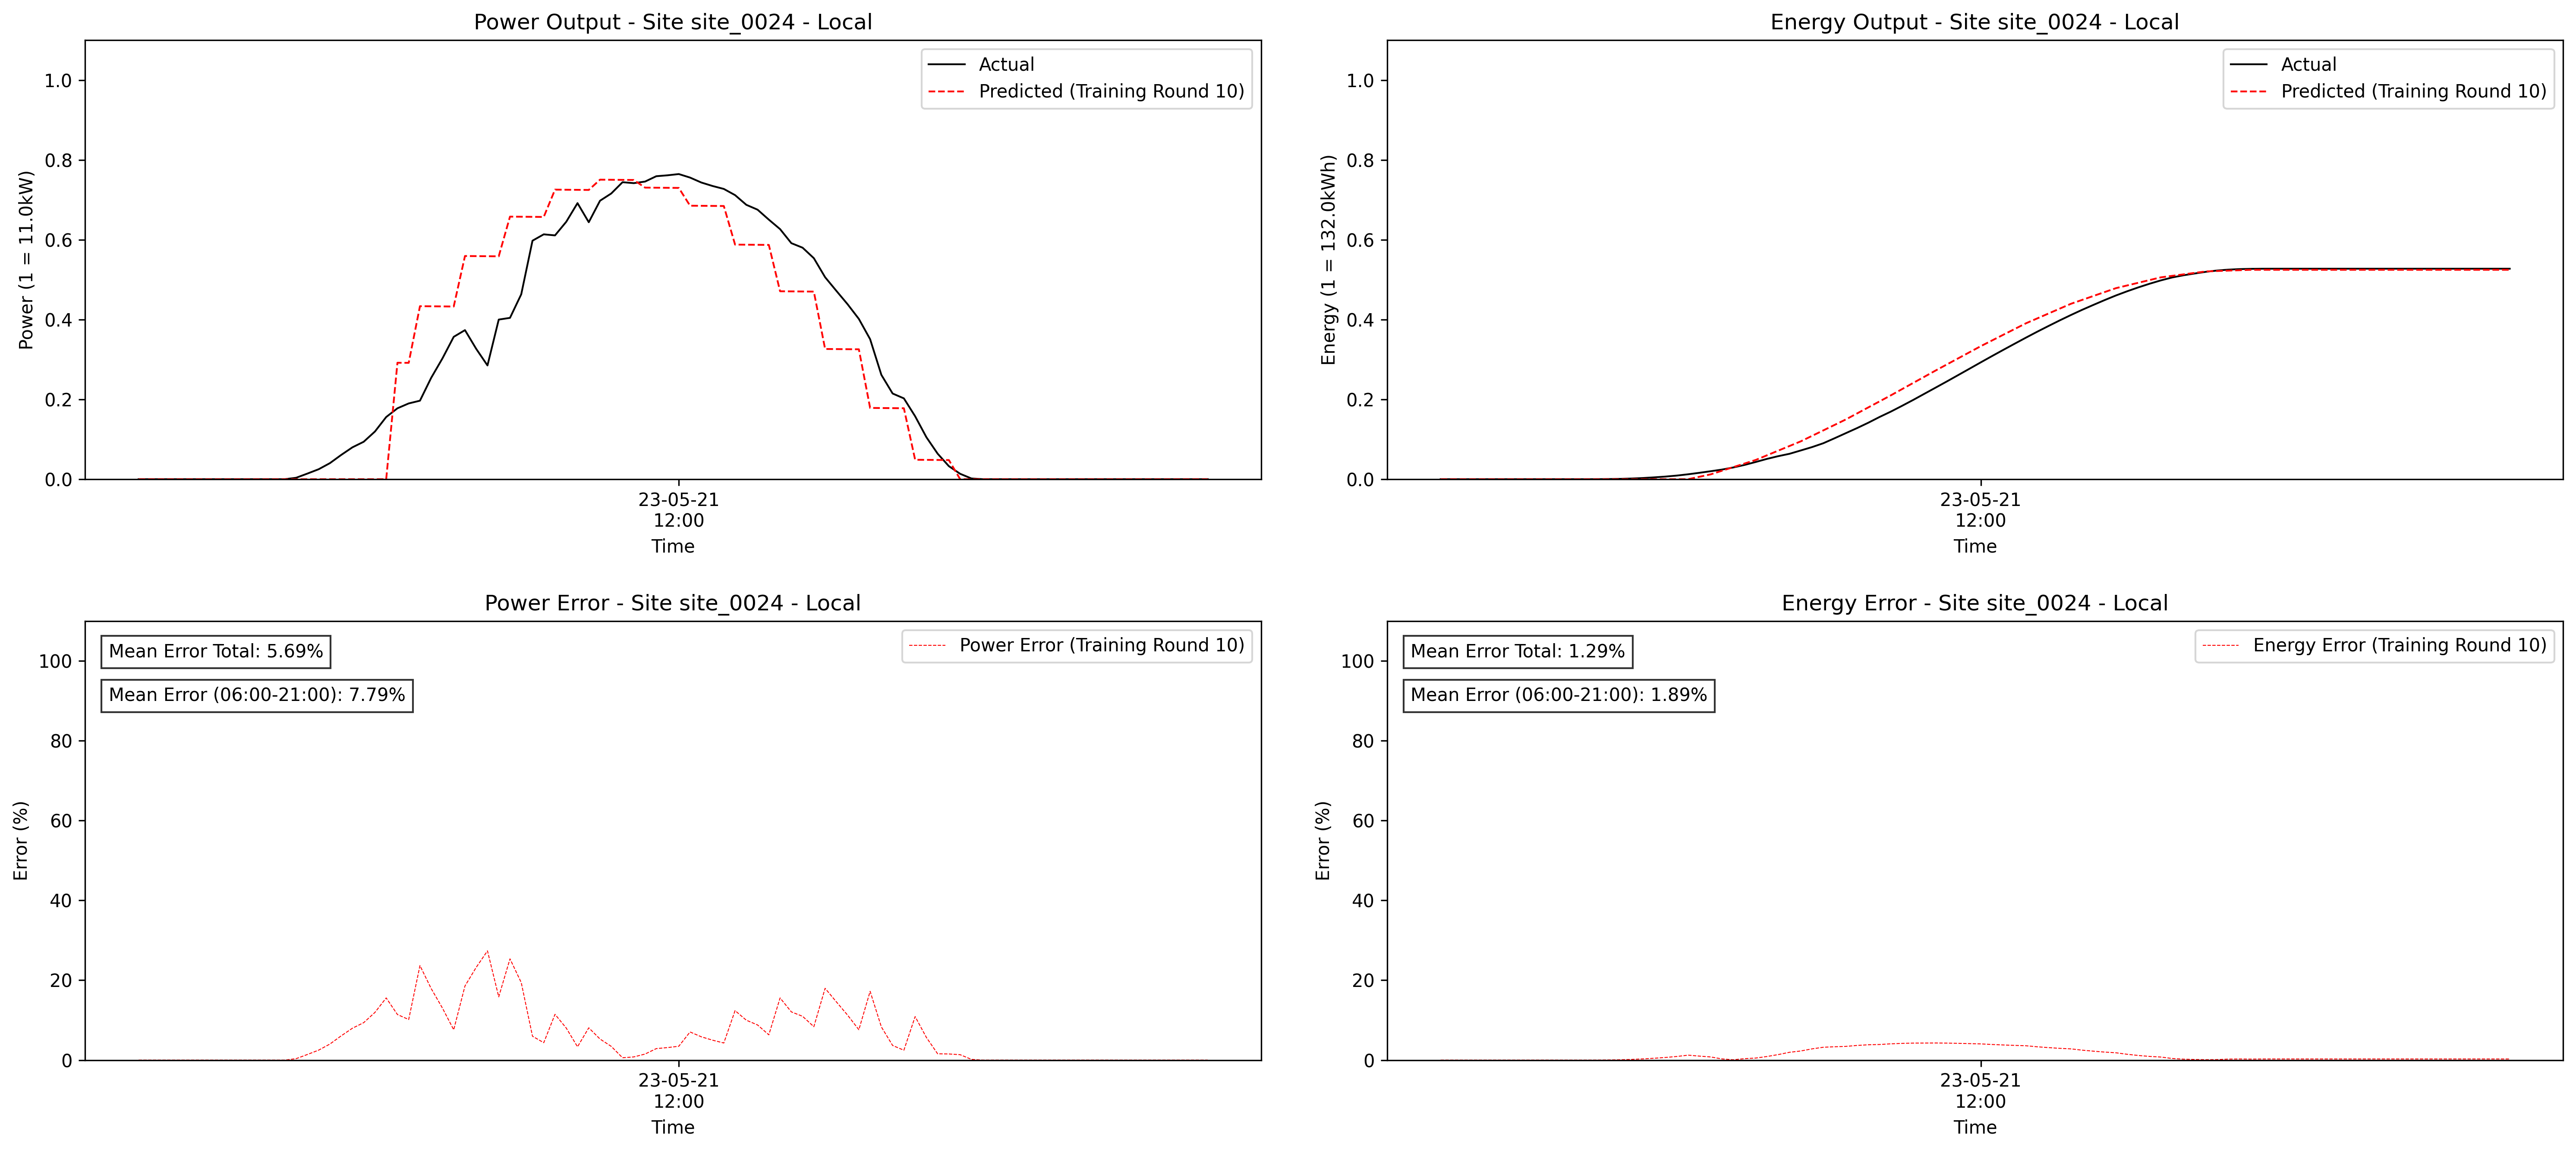 Power Output - Site site_0024 - Local
Power (1 = 11.0kW)
1.0
0.8
0.6
0.4
0.2
0.0
Actual
Predicted (Training Round 10)
23-05-21
12:00
Time
Energy Output - Site site_0024 - Local
Energy (1 = 132.0kWh)
1.0
0.8
0.6
0.4
0.2
0.0
Actual
Predicted (Training Round 10)
23-05-21
12:00
Time
Power Error - Site site_0024 - Local
Error (%)
100
80
60
40
20
0
Mean Error Total: 5.69%
Mean Error (06:00-21:00): 7.79%
Power Error (Training Round 10)
23-05-21
12:00
Time
Energy Error - Site site_0024 - Local
Error (%)
100
80
60
40
20
0
Mean Error Total: 1.29%
Mean Error (06:00-21:00): 1.89%
Energy Error (Training Round 10)
23-05-21
12:00
Time